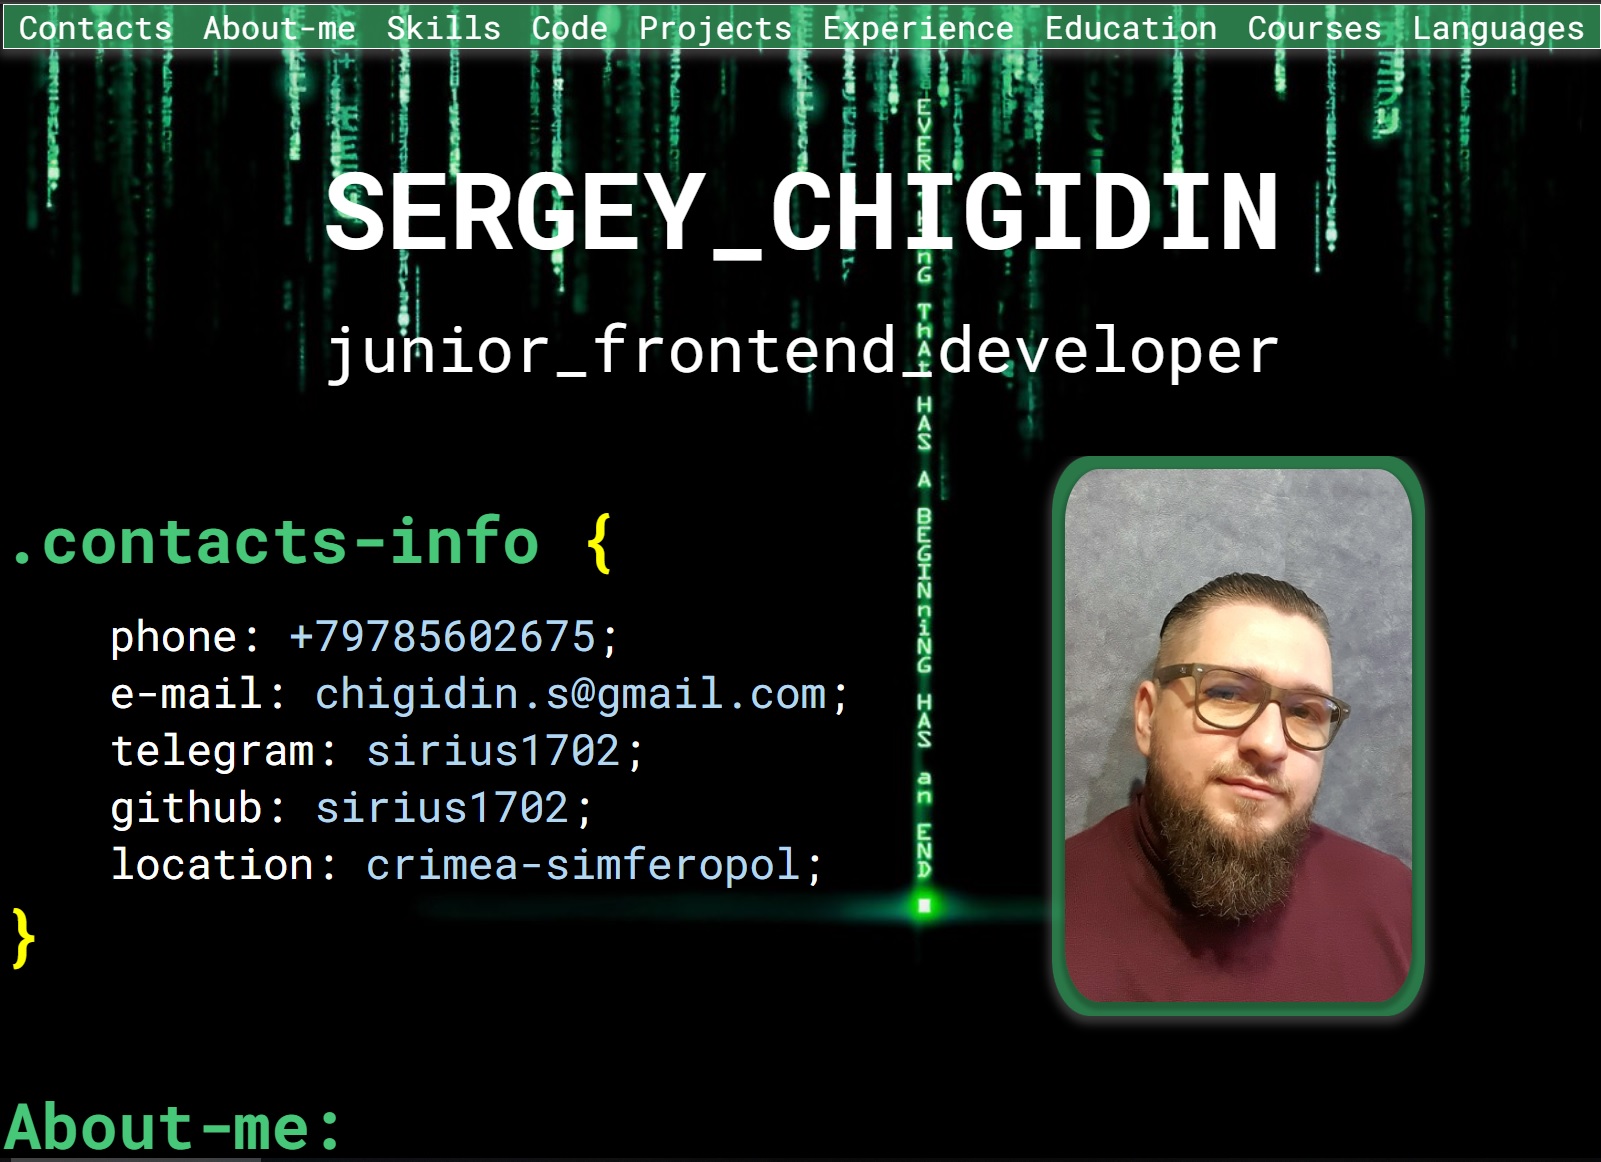 Contacts About-me Skills Code Projects Experience Education Courses Languages
SERGEY_CHIGIDIN
junior_frontend_developer
.contacts-info {
phone: +79785602675;
e-mail: chigidin.s@gmail.com;
telegram: sirius1702;
github: sirius1702;
location: crimea-simferopol;
}
EVERYTHING THAT HAS A BEGINNING HAS an END
About-me: